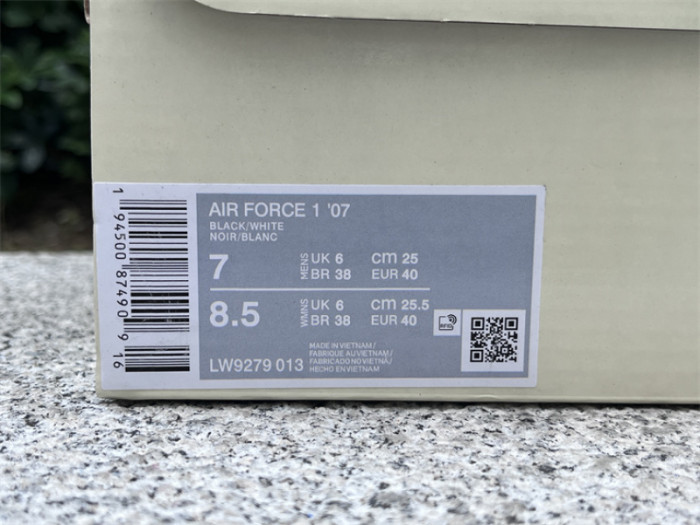 AIR FORCE 1 '07
BLACK/WHITE
NOIR/BLANC
7 MENS UK 6 cm 25
BR 38 EUR 40
8.5 WMNS UK 6 cm 25.5
BR 38 EUR 40
RFID
MADE IN VIETNAM/
FABRIQUE AU VIETNAM/
FABRICADO NO VIETNÃ/
HECHO EN VIETNAM
LW9279 013
1 94500 87490 9 16